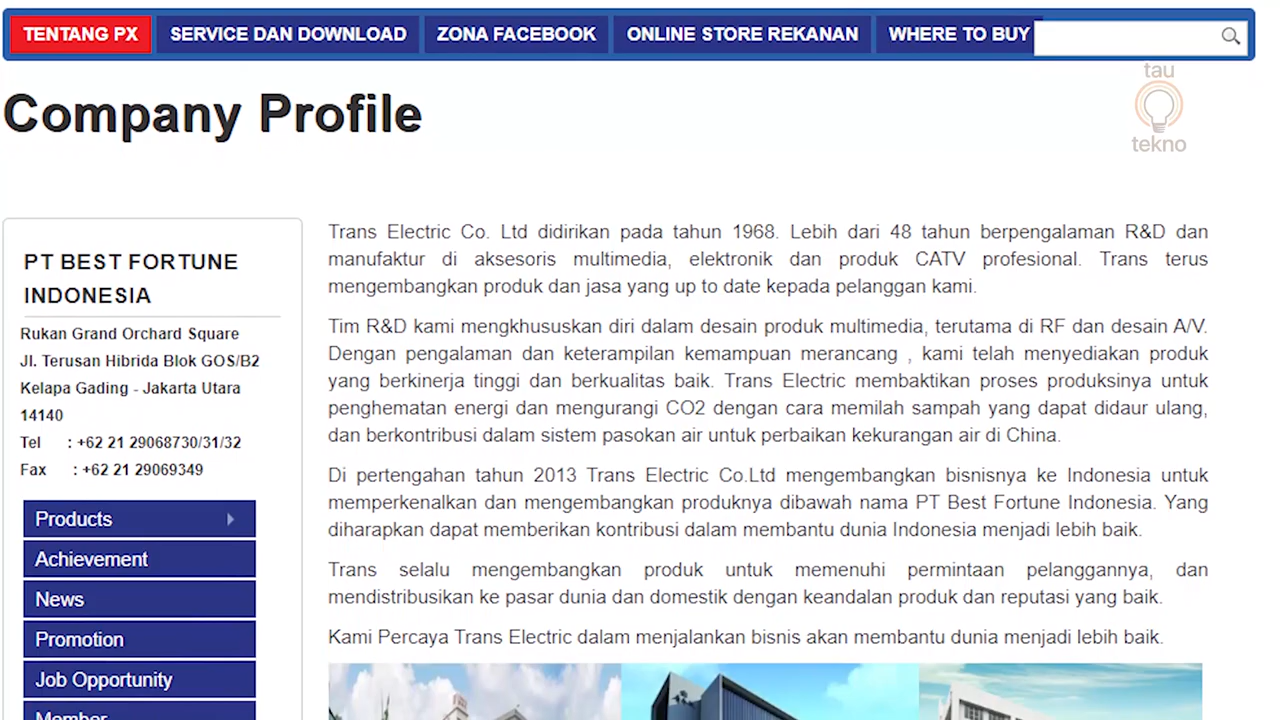 TENTANG PX
SERVICE DAN DOWNLOAD
ZONA FACEBOOK
ONLINE STORE REKANAN
WHERE TO BUY
tau
tekno
Company Profile
PT BEST FORTUNE
INDONESIA
Rukan Grand Orchard Square
Jl. Terusan Hibrida Blok GOS/B2
Kelapa Gading - Jakarta Utara
14140
Tel : +62 21 29068730/31/32
Fax : +62 21 29069349
Products
Achievement
News
Promotion
Job Opportunity
Member
Trans Electric Co. Ltd didirikan pada tahun 1968. Lebih dari 48 tahun berpengalaman R&D dan
manufaktur di aksesoris multimedia, elektronik dan produk CATV profesional. Trans terus
mengembangkan produk dan jasa yang up to date kepada pelanggan kami.
Tim R&D kami mengkhususkan diri dalam desain produk multimedia, terutama di RF dan desain A/V.
Dengan pengalaman dan keterampilan kemampuan merancang , kami telah menyediakan produk
yang berkinerja tinggi dan berkualitas baik. Trans Electric membaktikan proses produksinya untuk
penghematan energi dan mengurangi CO2 dengan cara memilah sampah yang dapat didaur ulang,
dan berkontribusi dalam sistem pasokan air untuk perbaikan kekurangan air di China.
Di pertengahan tahun 2013 Trans Electric Co.Ltd mengembangkan bisnisnya ke Indonesia untuk
memperkenalkan dan mengembangkan produknya dibawah nama PT Best Fortune Indonesia. Yang
diharapkan dapat memberikan kontribusi dalam membantu dunia Indonesia menjadi lebih baik.
Trans selalu mengembangkan produk untuk memenuhi permintaan pelanggannya, dan
mendistribusikan ke pasar dunia dan domestik dengan keandalan produk dan reputasi yang baik.
Kami Percaya Trans Electric dalam menjalankan bisnis akan membantu dunia menjadi lebih baik.